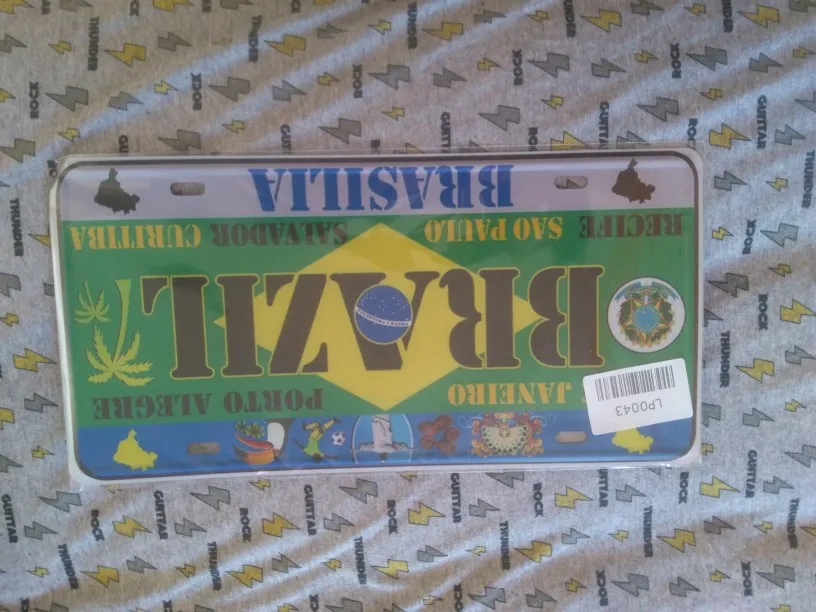 BRASILIA
RECIFE SAO PAULO SALVADOR CURITIBA
BRAZIL
JANEIRO PORTO ALEGRE
LP0043
ROCK
THUNDER
GUITTAR